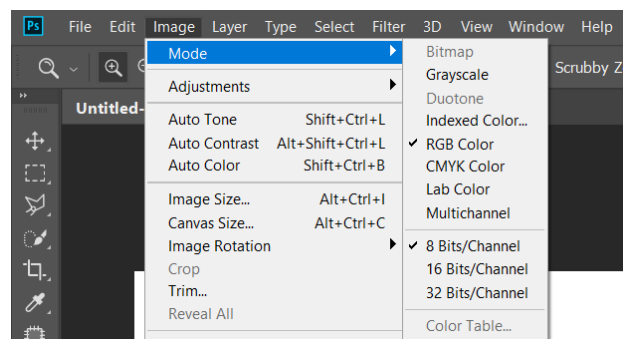 Ps File Edit Image Layer Type Select Filter 3D View Window Help
Scrubby Z
Untitled-
Mode
Adjustments
Auto Tone Shift+Ctrl+L
Auto Contrast Alt+Shift+Ctrl+L
Auto Color Shift+Ctrl+B
Image Size... Alt+Ctrl+I
Canvas Size... Alt+Ctrl+C
Image Rotation
Crop
Trim...
Reveal All
Bitmap
Grayscale
Duotone
Indexed Color...
RGB Color
CMYK Color
Lab Color
Multichannel
8 Bits/Channel
16 Bits/Channel
32 Bits/Channel
Color Table...